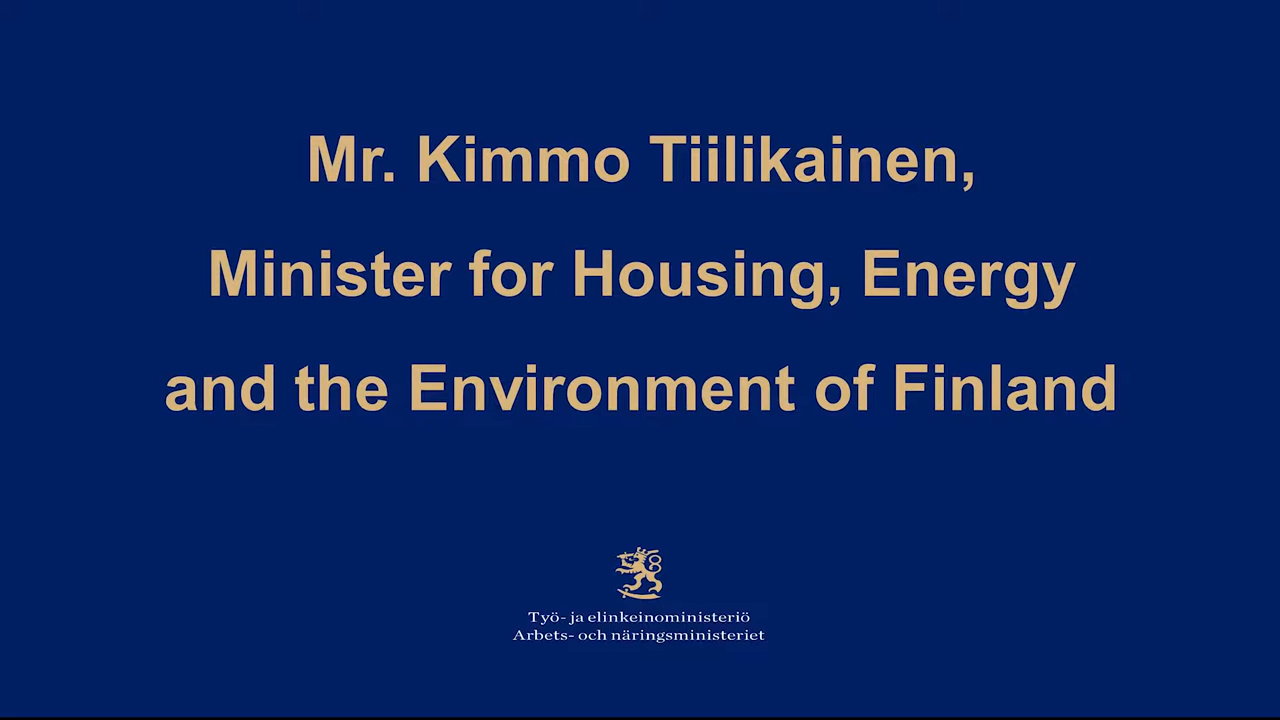 Mr. Kimmo Tiilikainen,
Minister for Housing, Energy
and the Environment of Finland
Työ- ja elinkeinoministeriö
Arbets- och näringsministeriet